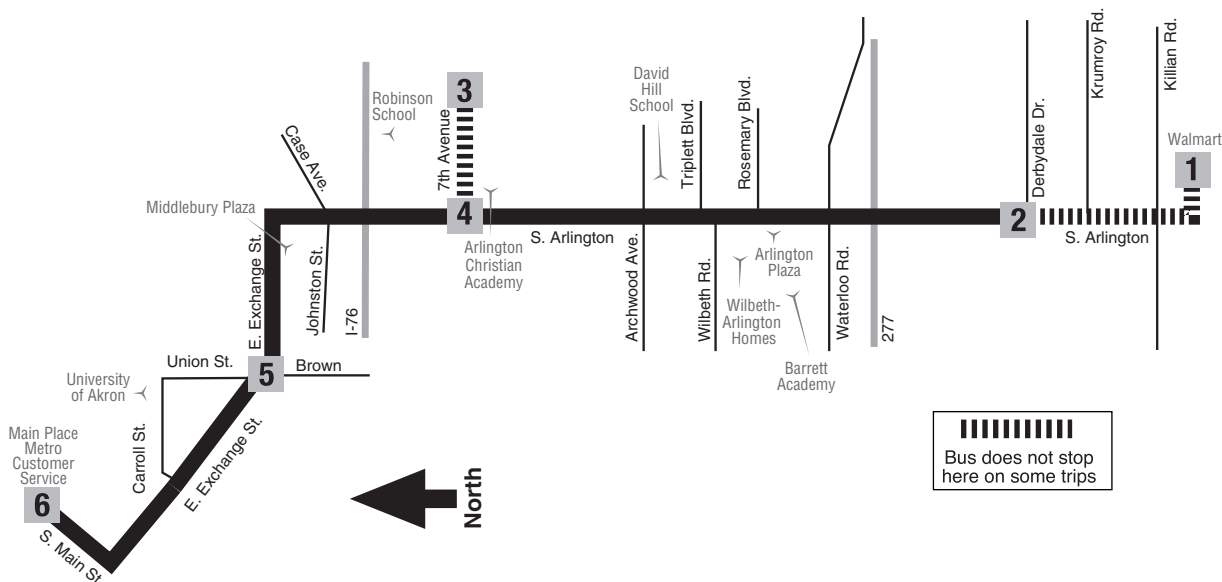 Robinson
School
3
7th Avenue
Case Ave.
Middlebury Plaza
4
Arlington
Christian
Academy
E. Exchange St.
Johnston St.
I-76
David
Hill
School
Triplett Blvd.
Rosemary Blvd.
S. Arlington
Archwood Ave.
Wilbeth Rd.
Arlington
Plaza
Wilbeth-
Arlington
Homes
Barrett
Academy
Waterloo Rd.
277
Derbydale Dr.
Krumroy Rd.
Killian Rd.
Walmart
1
2
S. Arlington
Union St.
5
Brown
University
of Akron
Carroll St.
E. Exchange St.
Main Place
Metro
Customer
Service
6
S. Main St.
North
Bus does not stop
here on some trips